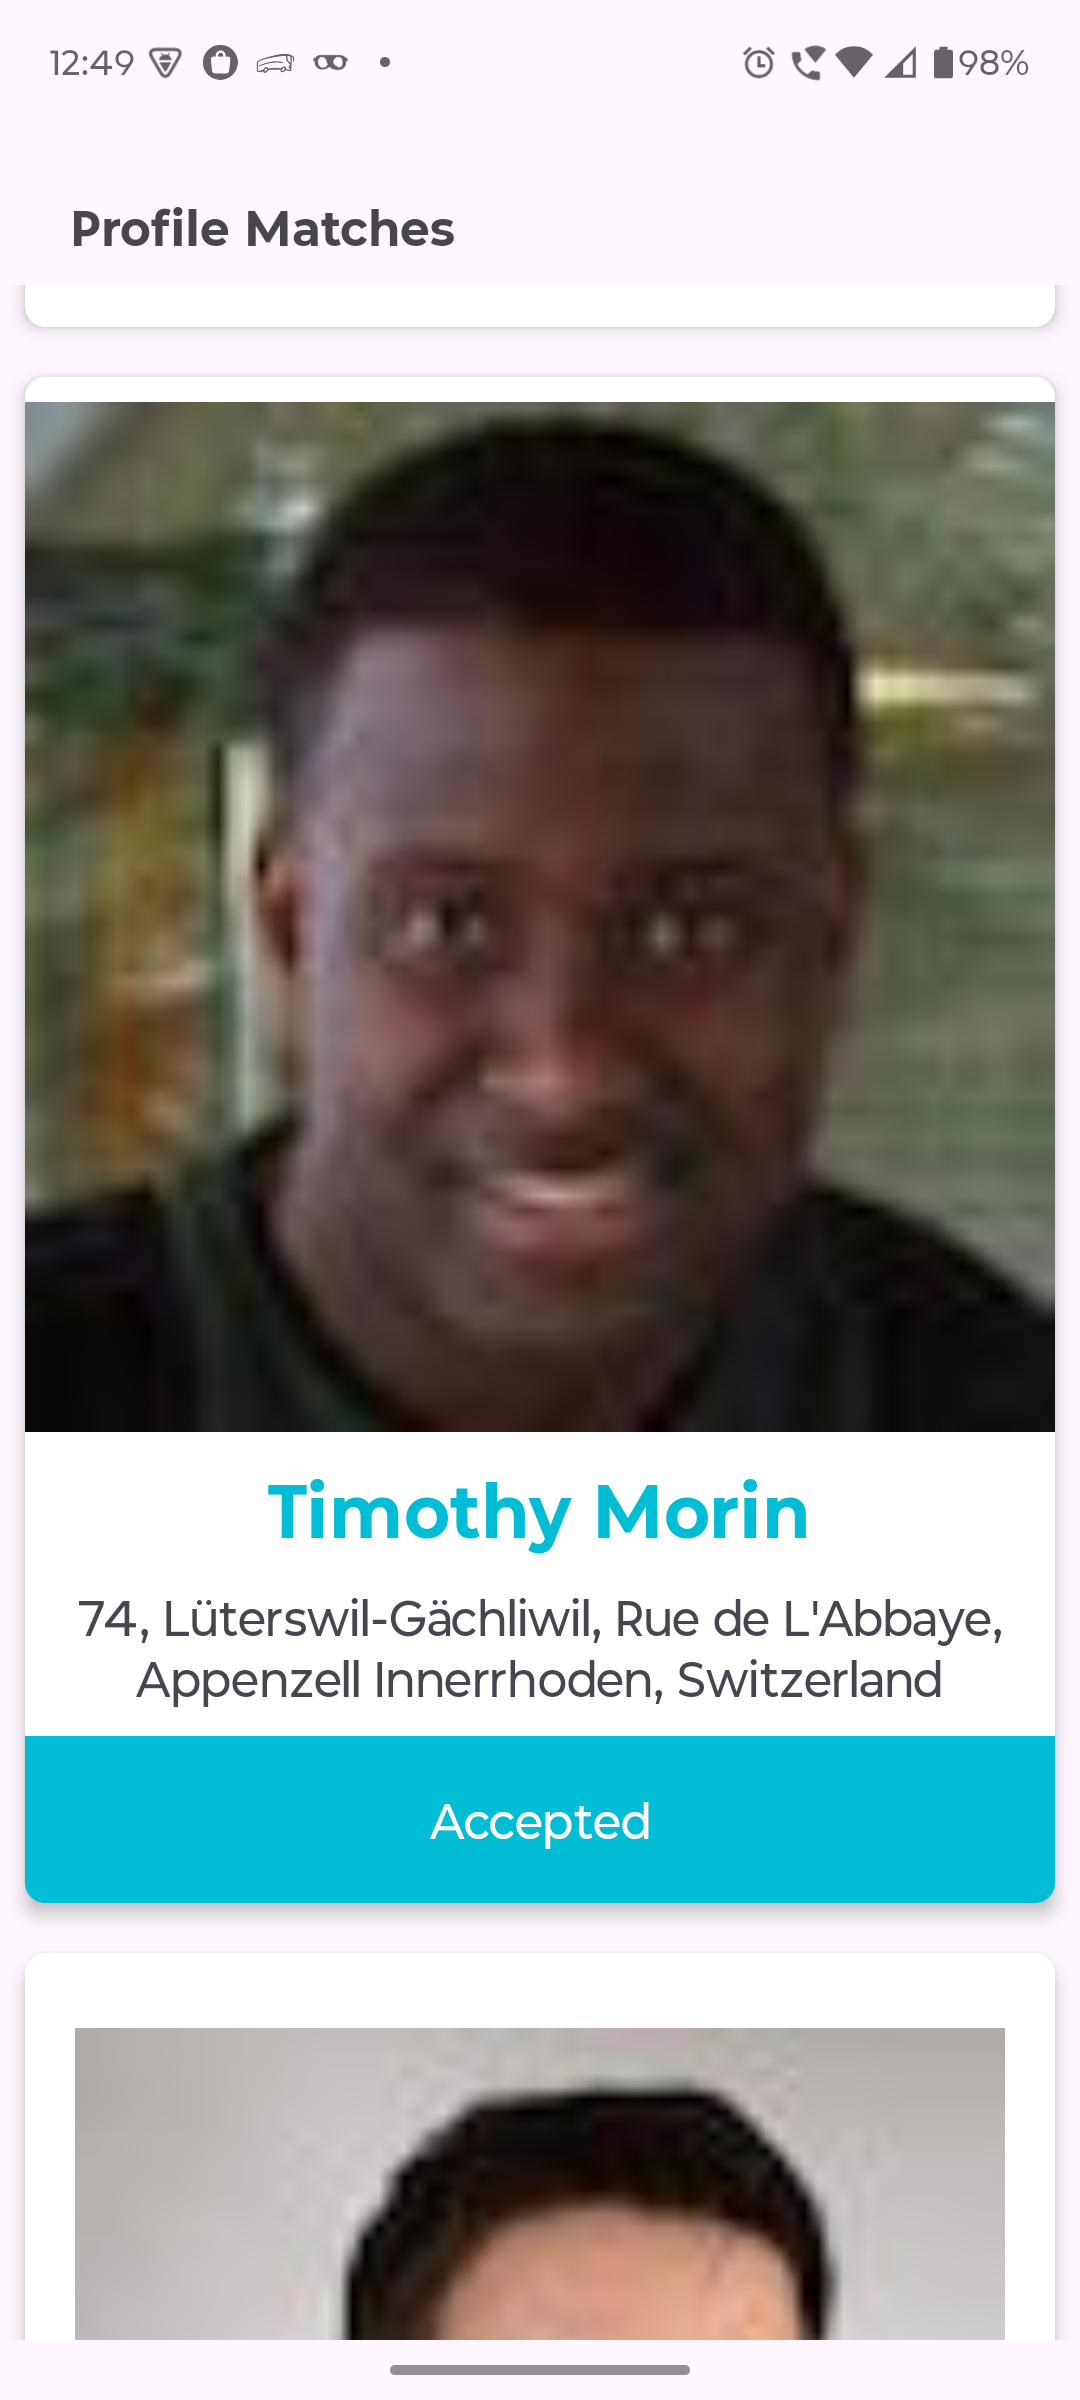 12:49
98%
Profile Matches
Timothy Morin
74, Lüterswil-Gächliwil, Rue de L'Abbaye,
Appenzell Innerrhoden, Switzerland
Accepted